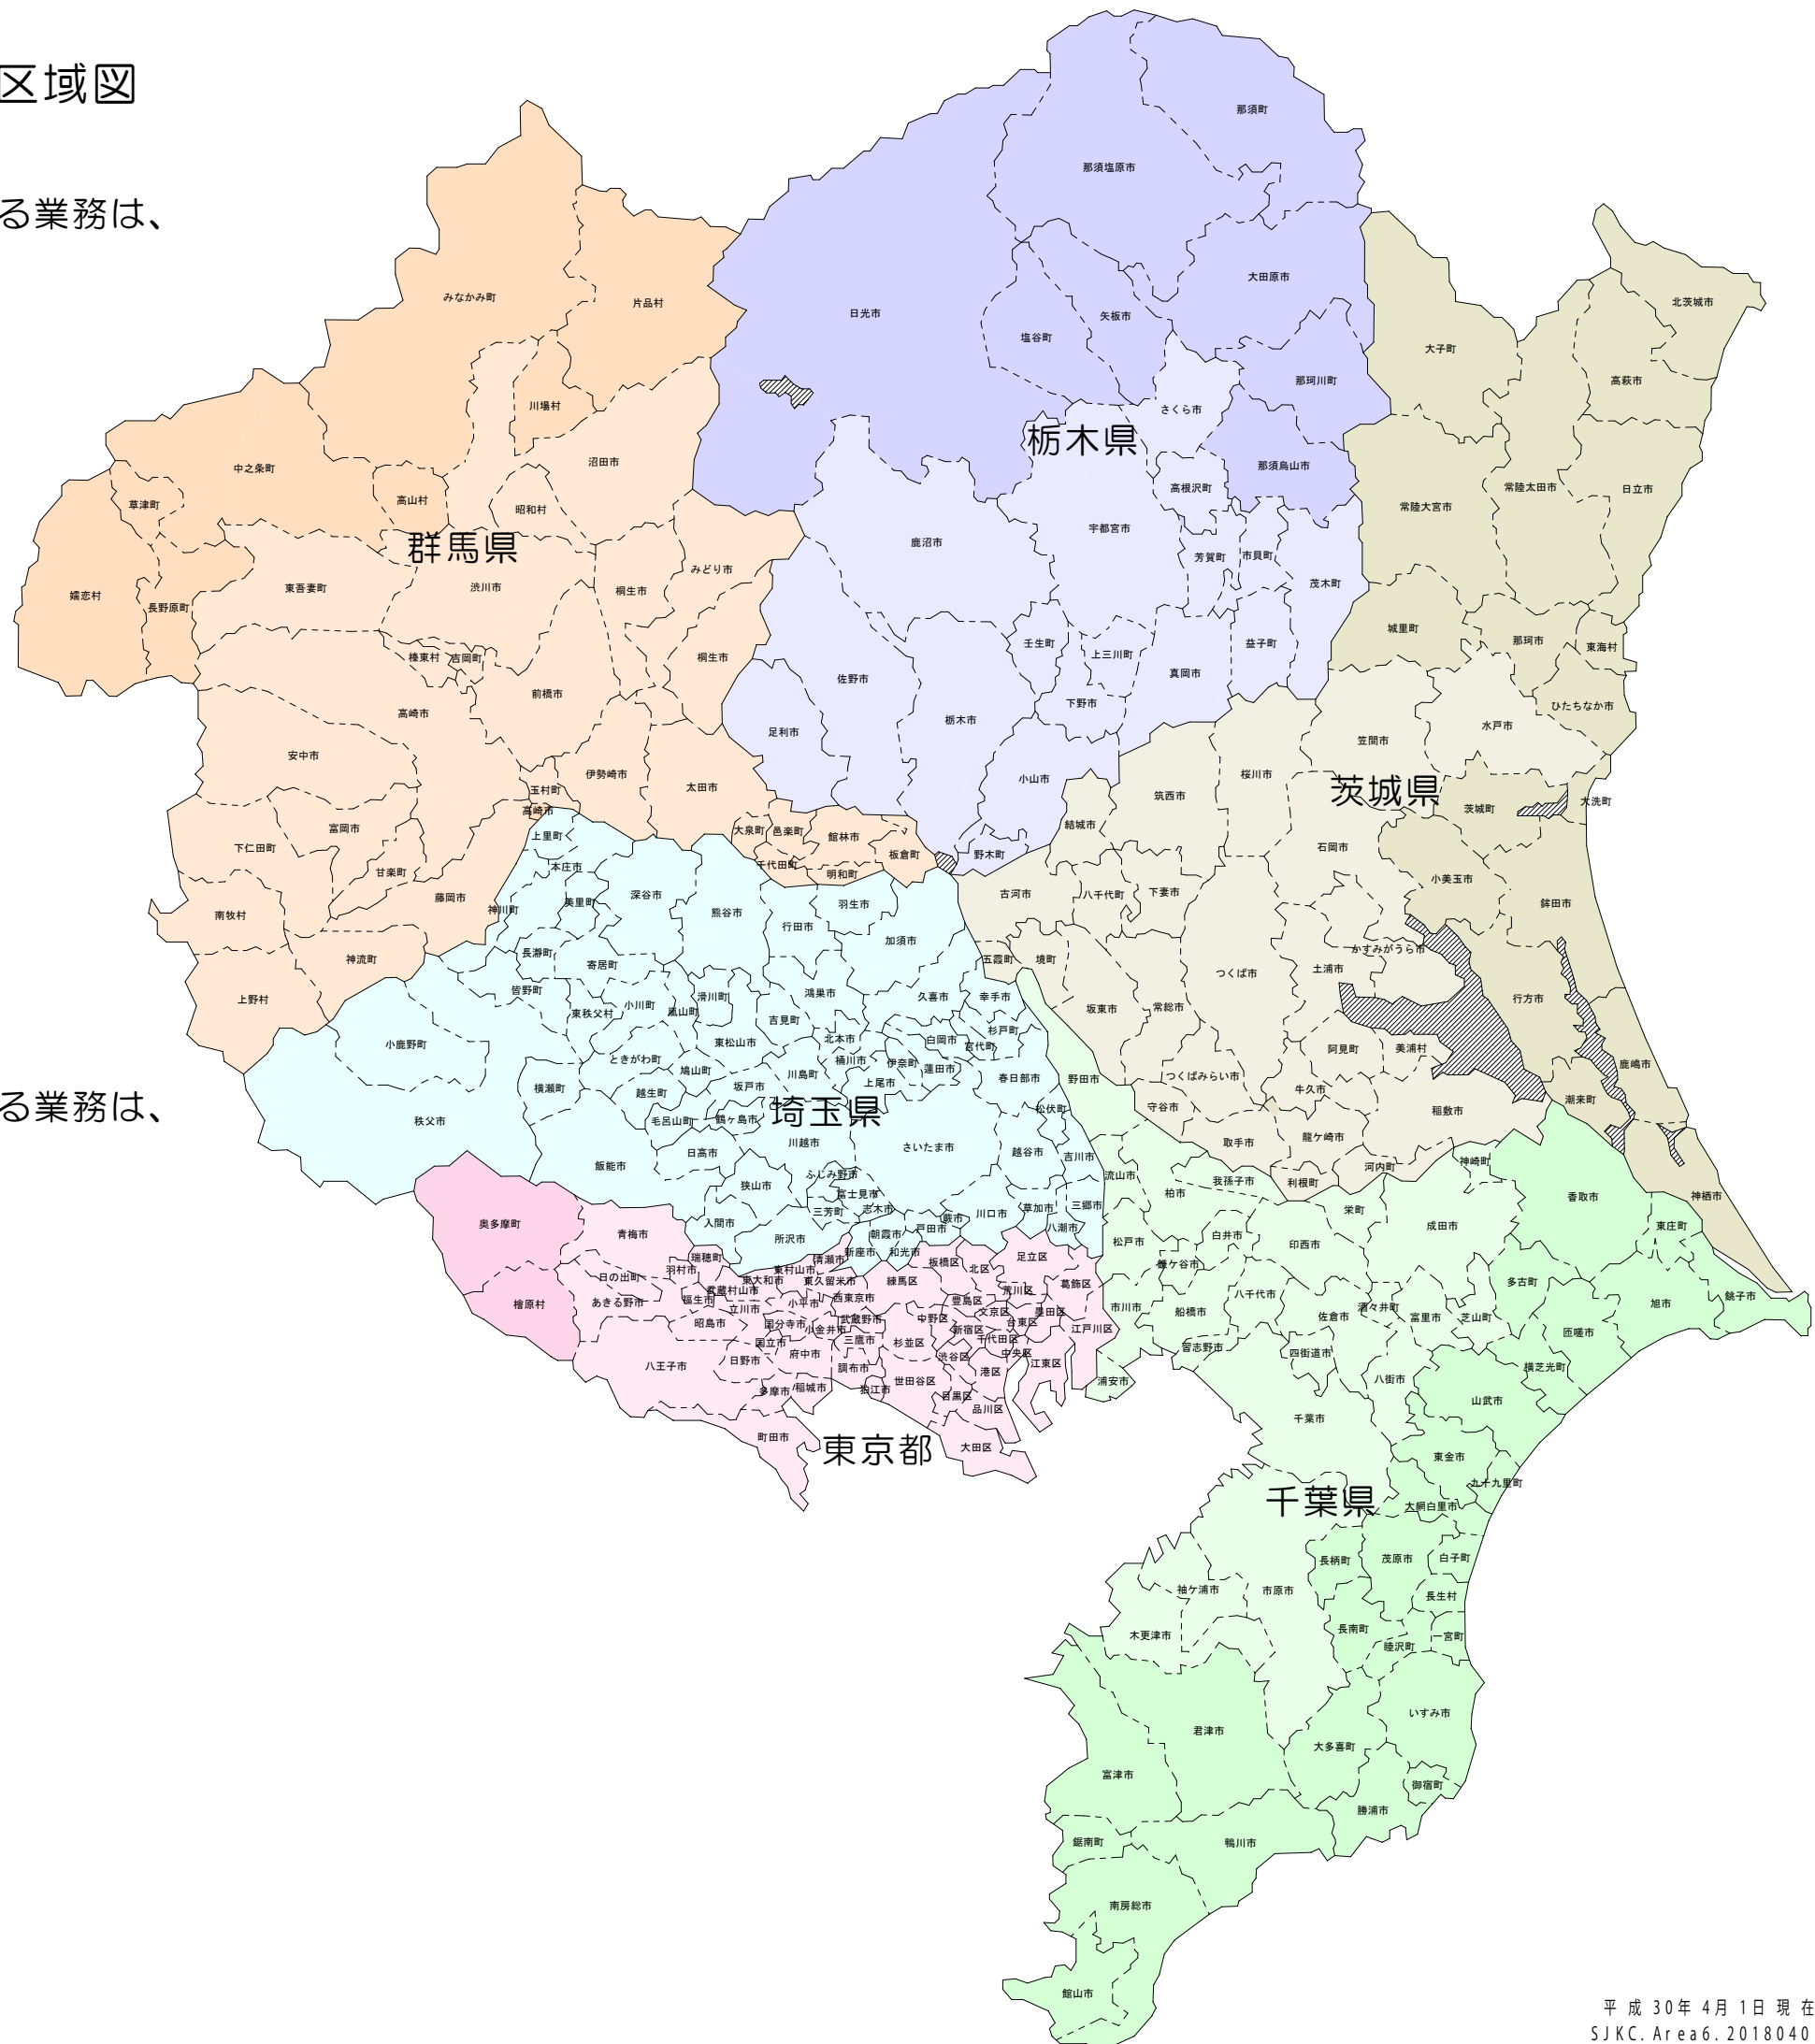 区域図
る業務は、
る業務は、
群馬県
みなかみ町
片品村
川場村
沼田市
中之条町
草津町
高山村
昭和村
嬬恋村
長野原町
東吾妻町
渋川市
桐生市
みどり市
桐生市
榛東村
吉岡町
前橋市
高崎市
安中市
伊勢崎市
太田市
玉村町
高崎市
富岡市
下仁田町
甘楽町
藤岡市
南牧村
神流町
上野村
大泉町
邑楽町
館林市
板倉町
千代田町
明和町
栃木県
那須町
那須塩原市
大田原市
日光市
塩谷町
矢板市
那珂川町
さくら市
那須烏山市
高根沢町
宇都宮市
鹿沼市
芳賀町
市貝町
茂木町
益子町
壬生町
上三川町
真岡市
下野市
佐野市
栃木市
足利市
小山市
野木町
茨城県
北茨城市
大子町
高萩市
常陸太田市
日立市
常陸大宮市
城里町
那珂市
東海村
ひたちなか市
水戸市
笠間市
桜川市
筑西市
茨城町
大洗町
結城市
石岡市
小美玉市
鉾田市
古河市
八千代町
下妻市
五霞町
境町
つくば市
土浦市
かすみがうら市
行方市
坂東市
常総市
阿見町
美浦村
鹿嶋市
つくばみらい市
牛久市
稲敷市
潮来町
守谷市
取手市
龍ケ崎市
河内町
利根町
神栖市
埼玉県
上里町
本庄市
美里町
神川町
深谷市
熊谷市
行田市
羽生市
加須市
長瀞町
寄居町
皆野町
東秩父村
小川町
嵐山町
滑川町
吉見町
鴻巣市
久喜市
幸手市
杉戸町
小鹿野町
ときがわ町
鳩山町
東松山市
北本市
桶川市
伊奈町
白岡市
宮代町
蓮田市
上尾市
春日部市
横瀬町
越生町
坂戸市
川島町
秩父市
毛呂山町
鶴ヶ島市
川越市
さいたま市
松伏町
越谷市
吉川市
飯能市
日高市
狭山市
ふじみ野市
富士見市
三芳町
志木市
入間市
所沢市
新座市
朝霞市
和光市
戸田市
蕨市
川口市
草加市
八潮市
三郷市
東京都
奥多摩町
檜原村
青梅市
日の出町
あきる野市
瑞穂町
羽村市
福生市
武蔵村山市
東大和市
東村山市
清瀬市
東久留米市
西東京市
昭島市
立川市
小平市
国分寺市
小金井市
武蔵野市
三鷹市
八王子市
日野市
国立市
府中市
調布市
狛江市
多摩市
稲城市
町田市
練馬区
板橋区
北区
足立区
葛飾区
荒川区
豊島区
文京区
墨田区
台東区
中野区
新宿区
千代田区
中央区
江戸川区
杉並区
渋谷区
港区
江東区
世田谷区
目黒区
品川区
大田区
千葉県
野田市
流山市
柏市
我孫子市
松戸市
鎌ケ谷市
白井市
印西市
栄町
成田市
神崎町
香取市
東庄町
市川市
船橋市
八千代市
佐倉市
酒々井町
富里市
芝山町
多古町
旭市
銚子市
匝瑳市
横芝光町
浦安市
習志野市
四街道市
八街市
山武市
千葉市
東金市
九十九里町
大網白里市
茂原市
白子町
長柄町
長生村
一宮町
長南町
睦沢町
袖ケ浦市
市原市
木更津市
いすみ市
君津市
大多喜町
富津市
御宿町
勝浦市
鋸南町
鴨川市
南房総市
館山市
平成30年4月1日現在
SJKC.Area6.2018040